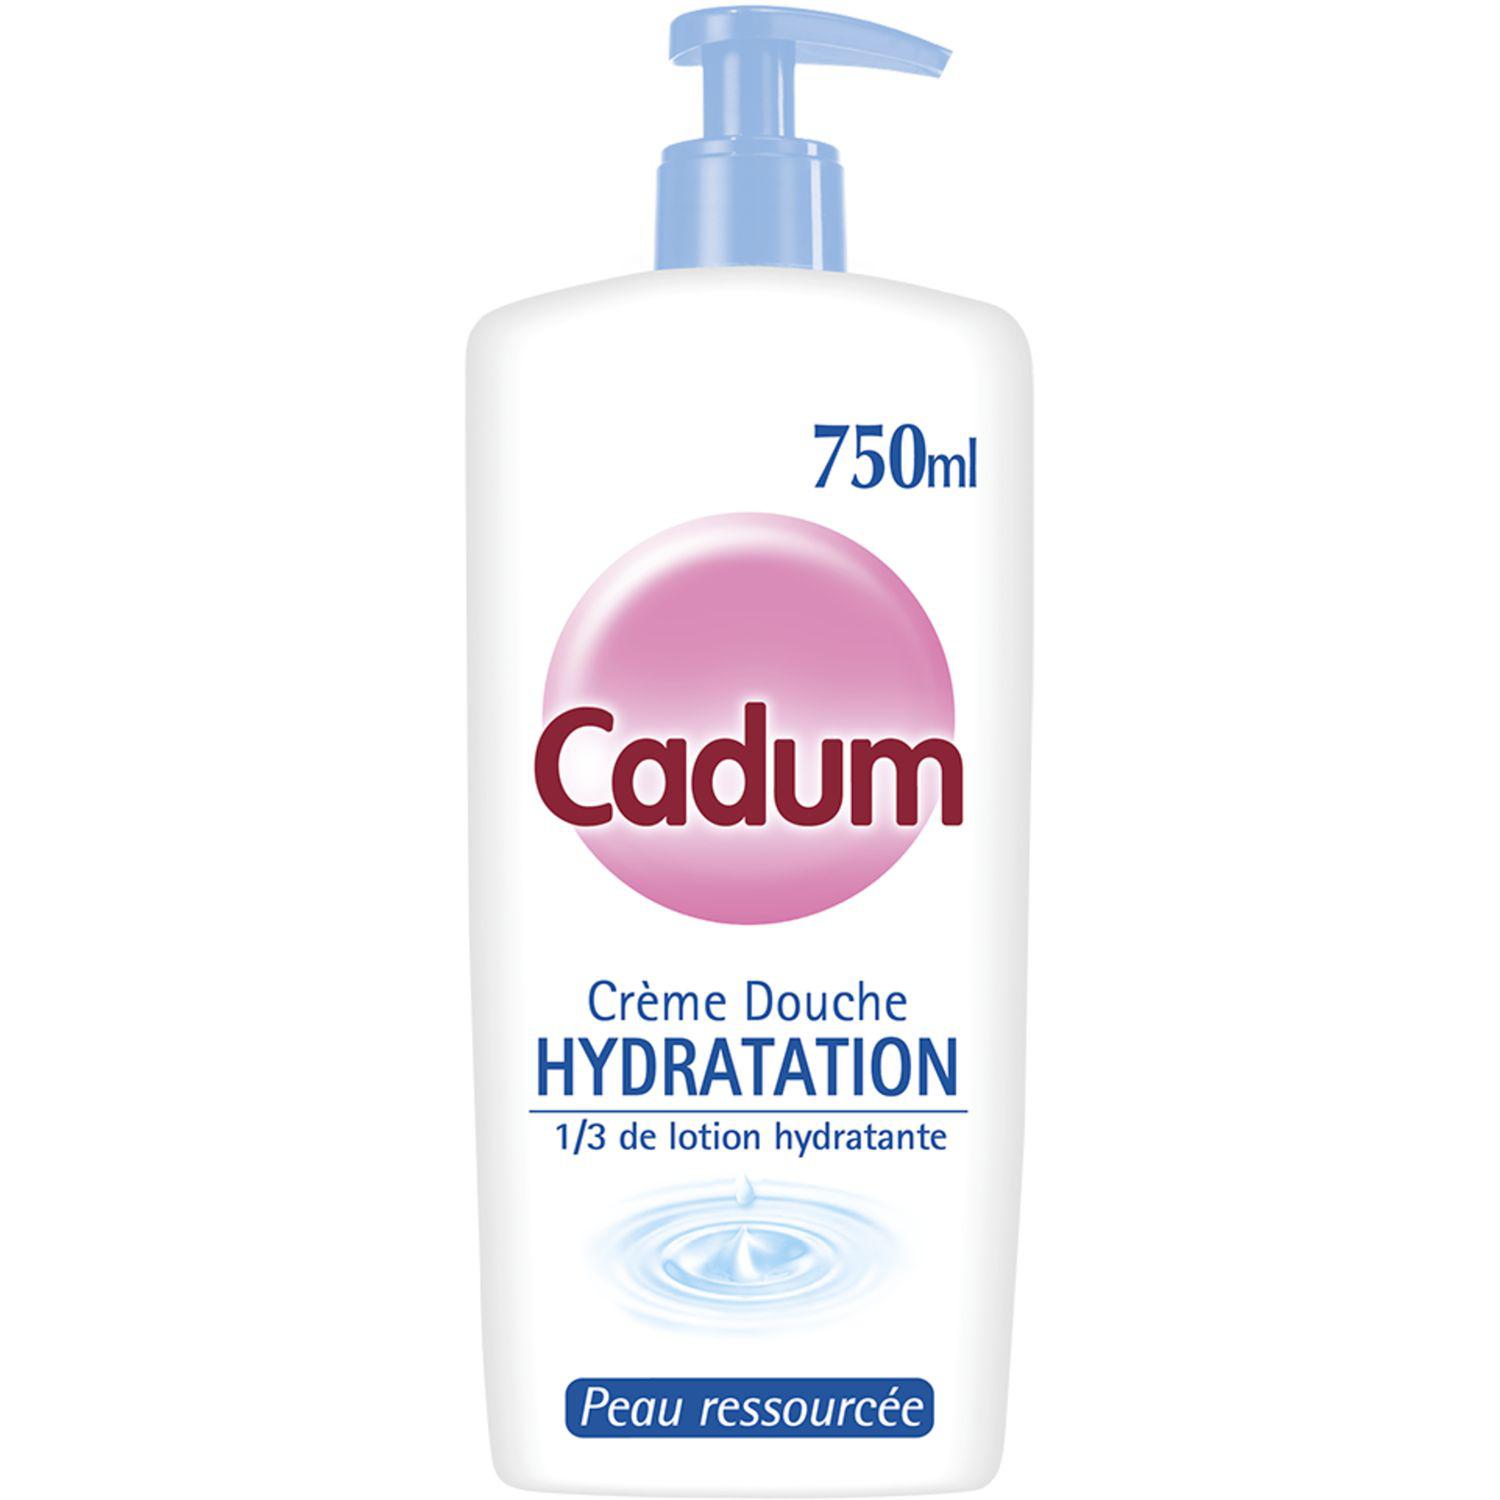 750ml
Cadum
Crème Douche
HYDRATATION
1/3 de lotion hydratante
Peau ressourcée